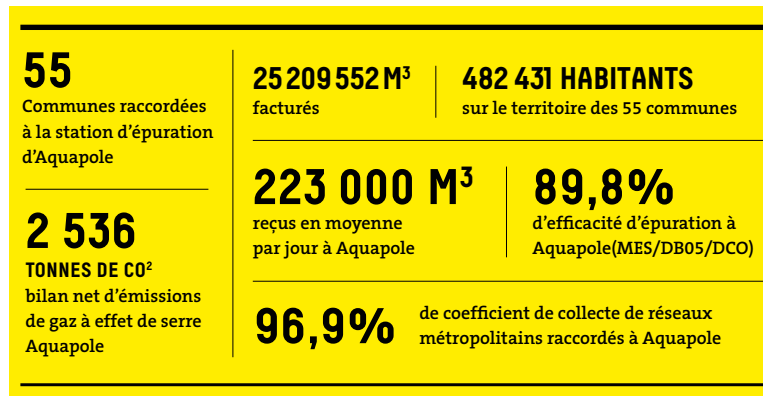 55
Communes raccordées
à la station d'épuration
d'Aquapole
2 536
TONNES DE CO²
bilan net d'émissions
de gaz à effet de serre
Aquapole
25 209 552 M³
facturés
482 431 HABITANTS
sur le territoire des 55 communes
223 000 M³
reçus en moyenne
par jour à Aquapole
89,8%
d'efficacité d'épuration à
Aquapole(MES/DB05/DCO)
96,9%
de coefficient de collecte de réseaux
métropolitains raccordés à Aquapole